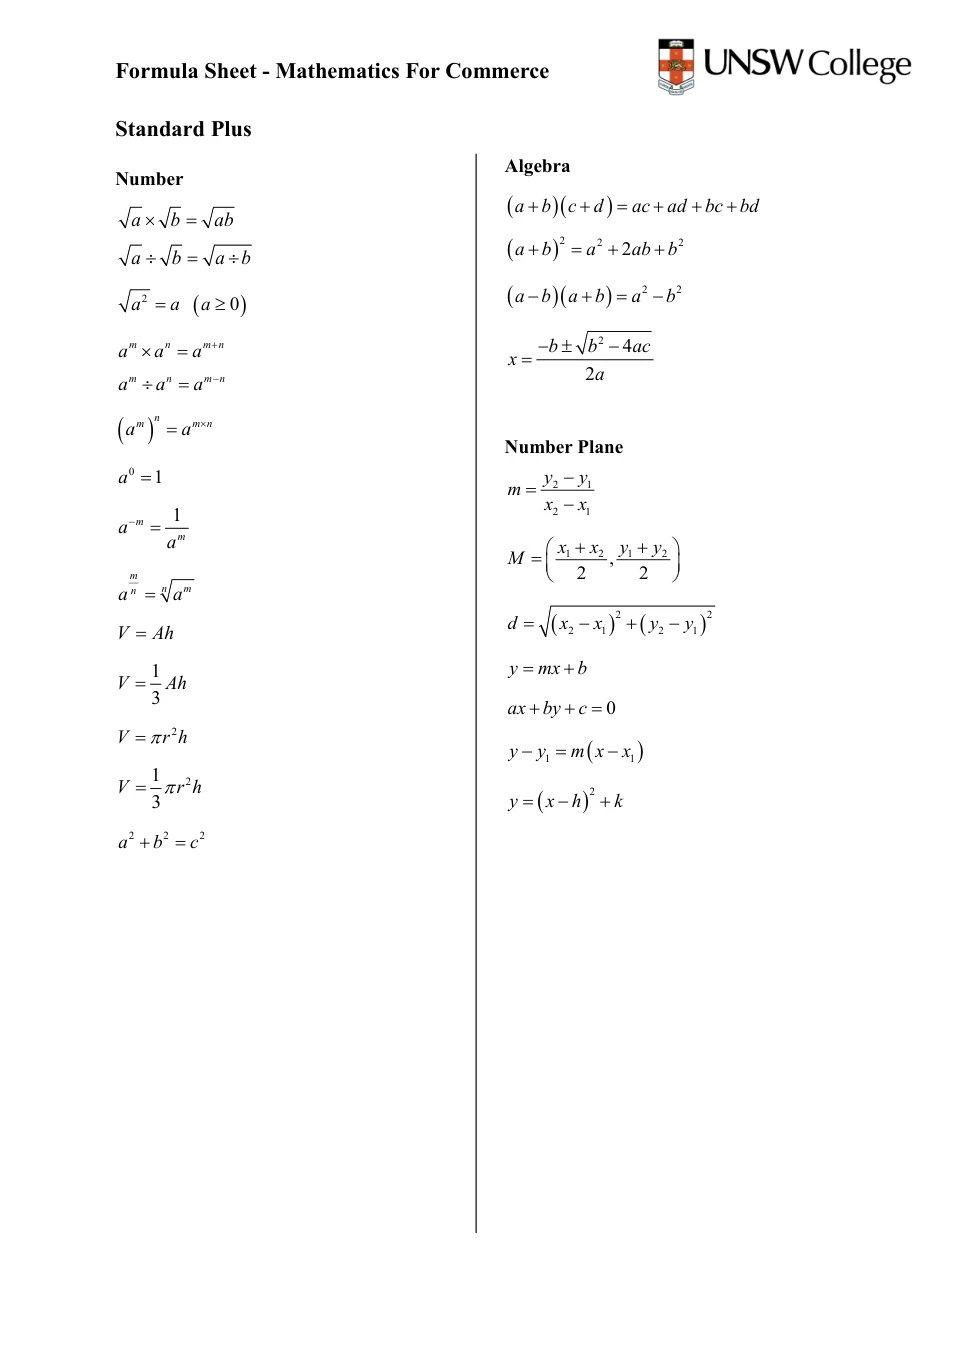 Formula Sheet - Mathematics For Commerce
UNSW College
Standard Plus
Number
√a × √b = √(ab)
√a ÷ √b = √(a ÷ b)
√(a²) = a (a ≥ 0)
a^m × a^n = a^(m+n)
a^m ÷ a^n = a^(m−n)
(a^m)^n = a^(m×n)
a^0 = 1
a^(−m) = 1/a^m
a^(m/n) = ⁿ√(a^m)
V = Ah
V = 1/3 Ah
V = πr²h
V = 1/3 πr²h
a² + b² = c²
Algebra
(a + b)(c + d) = ac + ad + bc + bd
(a + b)² = a² + 2ab + b²
(a − b)(a + b) = a² − b²
x = (−b ± √(b² − 4ac))/(2a)
Number Plane
m = (y₂ − y₁)/(x₂ − x₁)
M = ((x₁ + x₂)/2, (y₁ + y₂)/2)
d = √((x₂ − x₁)² + (y₂ − y₁)²)
y = mx + b
ax + by + c = 0
y − y₁ = m(x − x₁)
y = (x − h)² + k